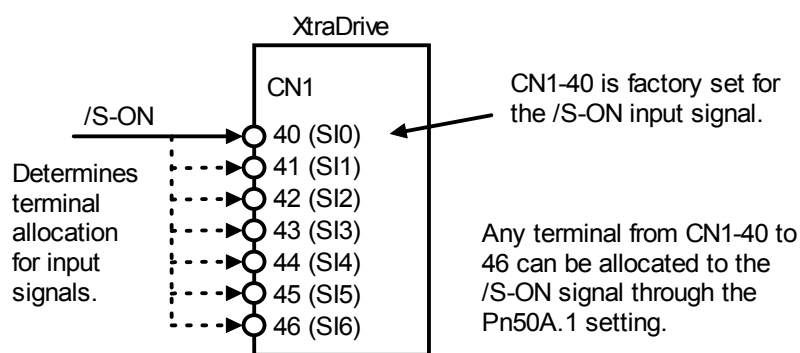 XtraDrive
CN1
CN1-40 is factory set for
the /S-ON input signal.
/S-ON
40 (SI0)
41 (SI1)
42 (SI2)
43 (SI3)
44 (SI4)
45 (SI5)
46 (SI6)
Determines
terminal
allocation
for input
signals.
Any terminal from CN1-40 to
46 can be allocated to the
/S-ON signal through the
Pn50A.1 setting.